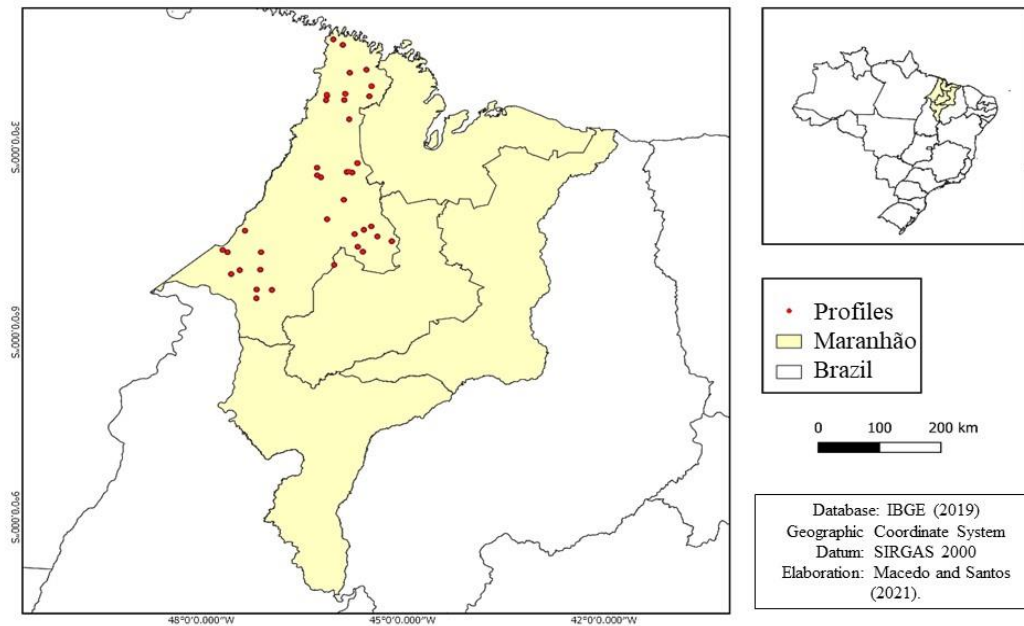 3°0'0.000"S
6°0'0.000"S
9°0'0.000"S
48°0'0.000"W
45°0'0.000"W
42°0'0.000"W
Profiles
Maranhão
Brazil
0 100 200 km
Database: IBGE (2019)
Geographic Coordinate System
Datum: SIRGAS 2000
Elaboration: Macedo and Santos
(2021).